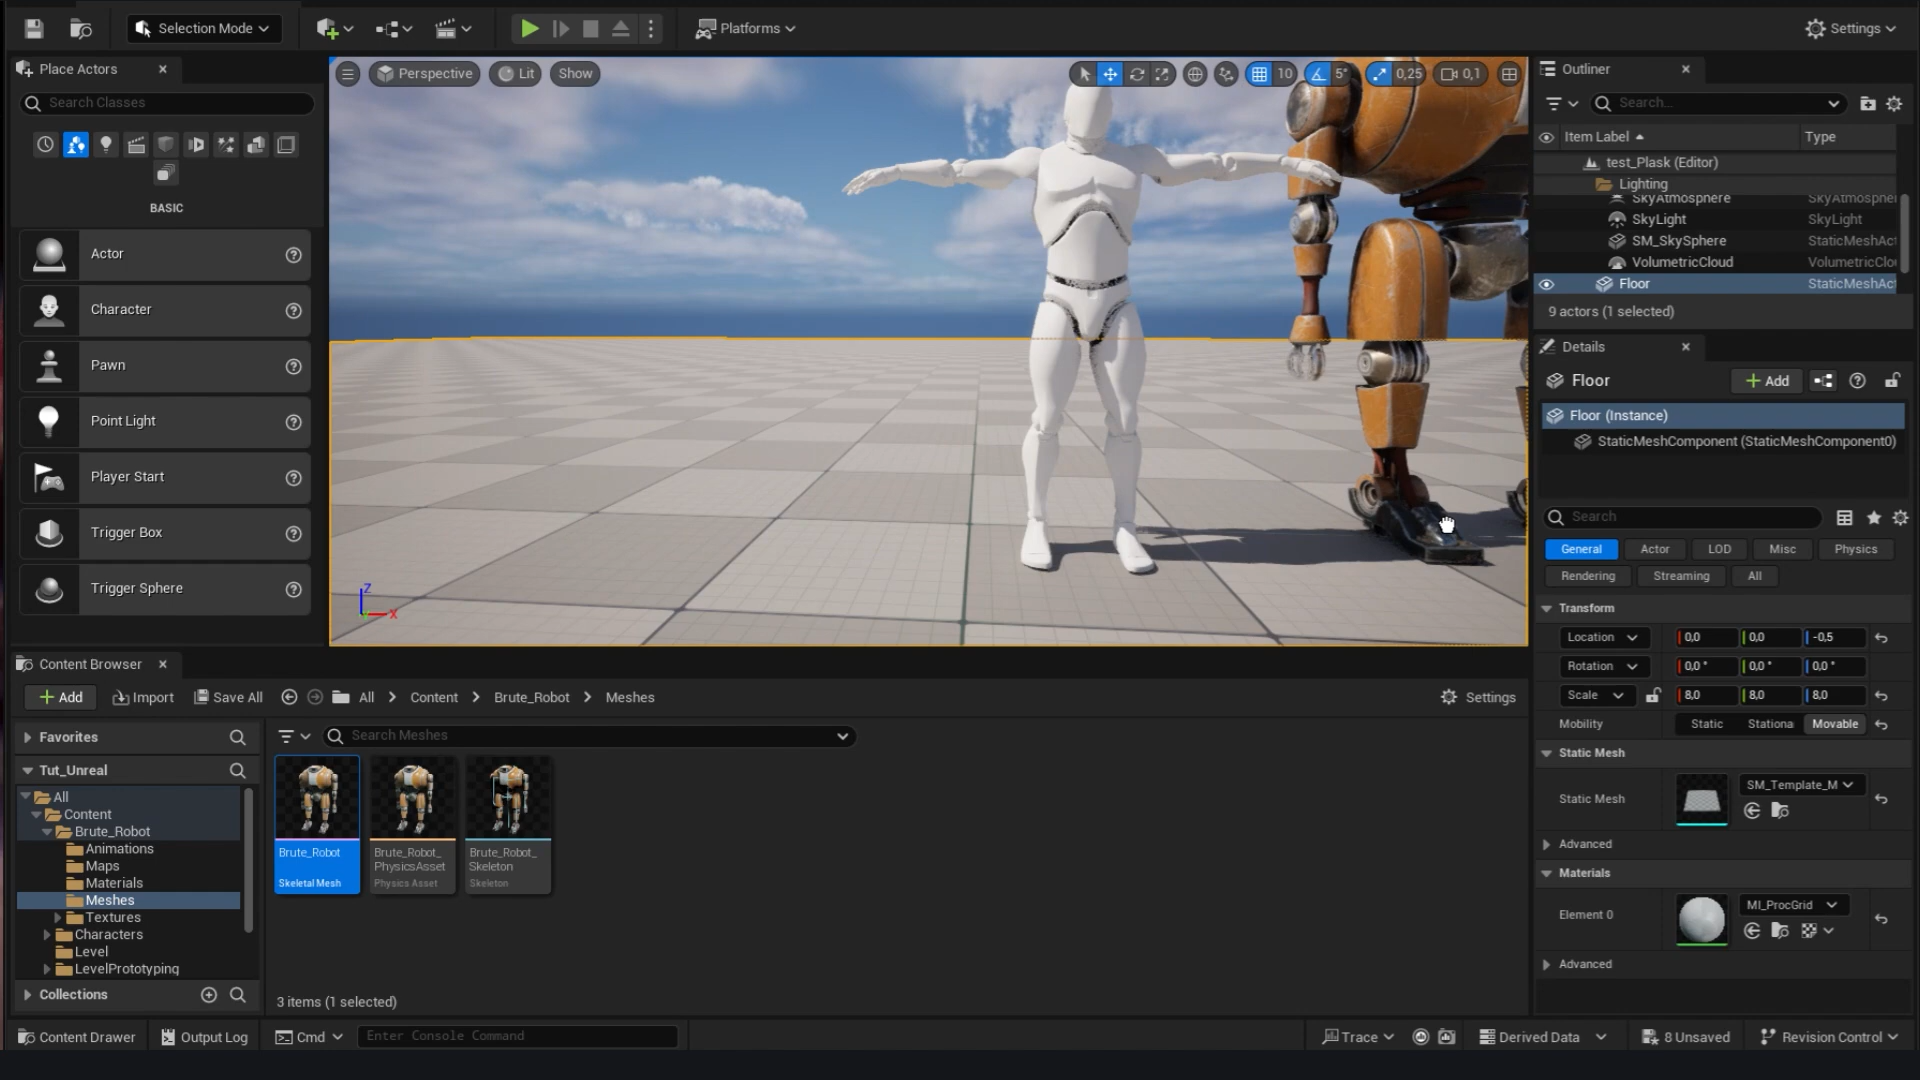 Selection Mode
Platforms
Settings
Place Actors
Search Classes
BASIC
Actor
Character
Pawn
Point Light
Player Start
Trigger Box
Trigger Sphere
Perspective
Lit
Show
10
5°
0,25
0,1
Z
X
Outliner
Search...
Item Label
Type
test_Plask (Editor)
Lighting
SkyAtmosphere
SkyAtmospher
SkyLight
SkyLight
SM_SkySphere
StaticMeshAct
VolumetricCloud
VolumetricClou
Floor
StaticMeshAct
9 actors (1 selected)
Details
Floor
Add
Floor (Instance)
StaticMeshComponent (StaticMeshComponent0)
Search
General
Actor
LOD
Misc
Physics
Rendering
Streaming
All
Transform
Location
0,0
0,0
-0,5
Rotation
0,0 °
0,0 °
0,0 °
Scale
8,0
8,0
8,0
Mobility
Static
Stationa
Movable
Static Mesh
Static Mesh
SM_Template_M
Advanced
Materials
Element 0
MI_ProcGrid
Advanced
Content Browser
Add
Import
Save All
All
Content
Brute_Robot
Meshes
Settings
Favorites
Tut_Unreal
All
Content
Brute_Robot
Animations
Maps
Materials
Meshes
Textures
Characters
Level
LevelPrototyping
Collections
Search Meshes
Brute_Robot
Skeletal Mesh
Brute_Robot_
PhysicsAsset
Physics Asset
Brute_Robot_
Skeleton
Skeleton
3 items (1 selected)
Content Drawer
Output Log
Cmd
Enter Console Command
Trace
Derived Data
8 Unsaved
Revision Control